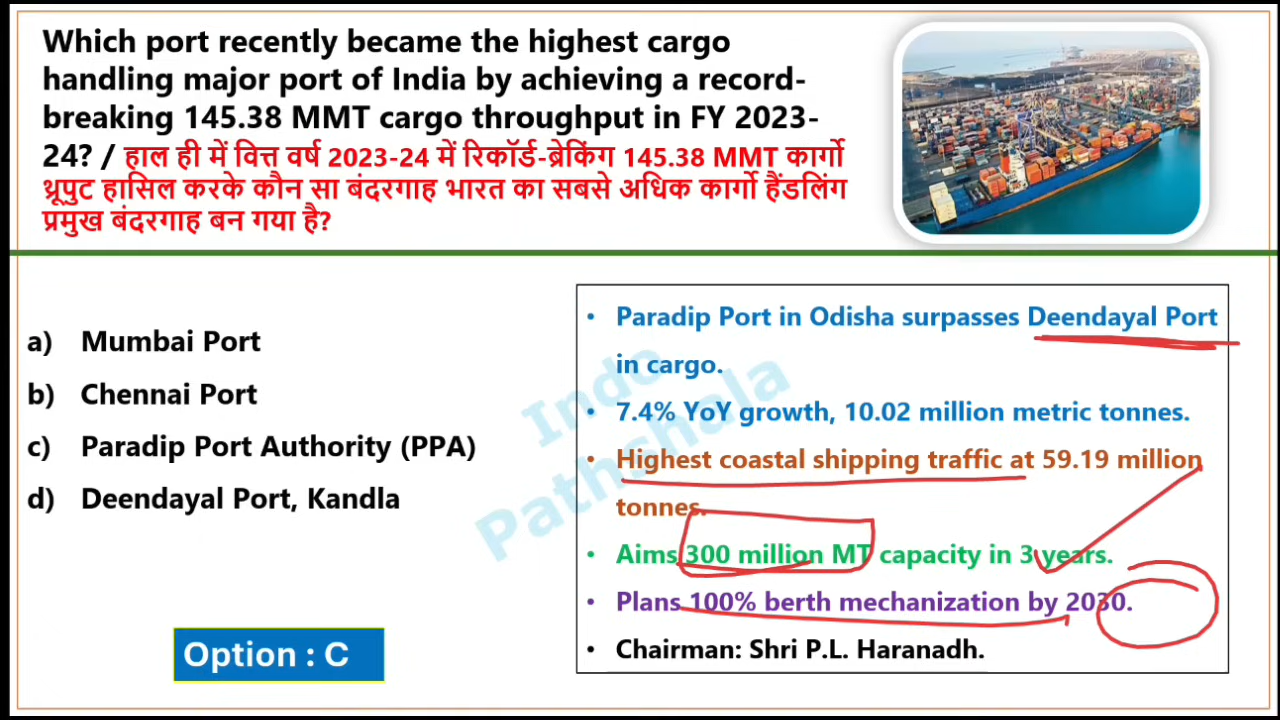 Which port recently became the highest cargo
handling major port of India by achieving a record-
breaking 145.38 MMT cargo throughput in FY 2023-
24? / हाल ही में वित्त वर्ष 2023-24 में रिकॉर्ड-ब्रेकिंग 145.38 MMT कार्गो
थ्रूपुट हासिल करके कौन सा बंदरगाह भारत का सबसे अधिक कार्गो हैंडलिंग
प्रमुख बंदरगाह बन गया है?
a) Mumbai Port
b) Chennai Port
c) Paradip Port Authority (PPA)
d) Deendayal Port, Kandla
Option : C
• Paradip Port in Odisha surpasses Deendayal Port
in cargo.
• 7.4% YoY growth, 10.02 million metric tonnes.
• Highest coastal shipping traffic at 59.19 million
tonnes.
• Aims 300 million MT capacity in 3 years.
• Plans 100% berth mechanization by 2030.
• Chairman: Shri P.L. Haranadh.
Indo
Pathshala